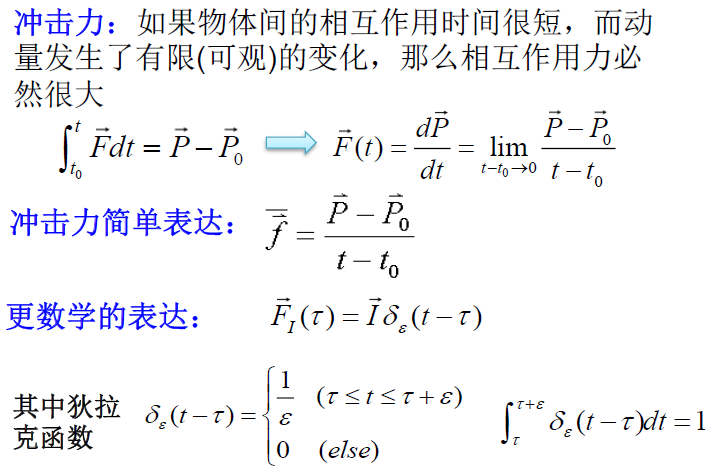 冲击力：如果物体间的相互作用时间很短，而动
量发生了有限(可观)的变化，那么相互作用力必
然很大
$\int_{t_0}^{t} \vec{F}dt = \vec{P} - \vec{P}_0$ ⇒ $\vec{F}(t) = \frac{d\vec{P}}{dt} = \lim_{t-t_0 \to 0} \frac{\vec{P} - \vec{P}_0}{t - t_0}$
冲击力简单表达： $\overline{\vec{f}} = \frac{\vec{P} - \vec{P}_0}{t - t_0}$
更数学的表达： $\vec{F}_I(\tau) = \vec{I}\delta_\varepsilon(t - \tau)$
其中狄拉
克函数 $\delta_\varepsilon(t - \tau) = \begin{cases} \frac{1}{\varepsilon} & (\tau \le t \le \tau + \varepsilon) \\ 0 & (else) \end{cases}$ $\int_{\tau}^{\tau+\varepsilon} \delta_\varepsilon(t - \tau)dt = 1$